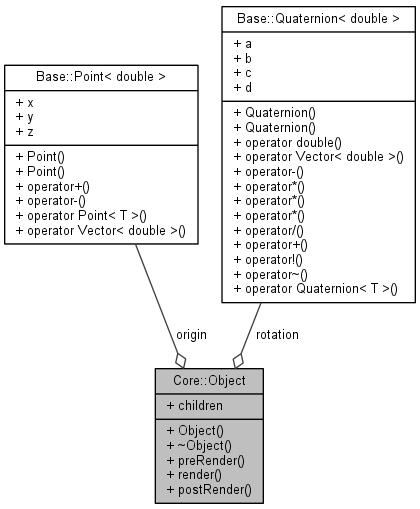 Base::Quaternion< double >
+ a
+ b
+ c
+ d
+ Quaternion()
+ Quaternion()
+ operator double()
+ operator Vector< double >()
+ operator-()
+ operator*()
+ operator*()
+ operator*()
+ operator/()
+ operator+()
+ operator!()
+ operator~()
+ operator Quaternion< T >()
Base::Point< double >
+ x
+ y
+ z
+ Point()
+ Point()
+ operator+()
+ operator-()
+ operator Point< T >()
+ operator Vector< double >()
origin
rotation
Core::Object
+ children
+ Object()
+ ~Object()
+ preRender()
+ render()
+ postRender()